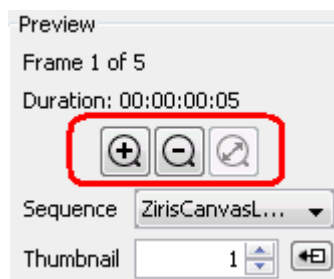 Preview
Frame 1 of 5
Duration: 00:00:00:05
Sequence ZirisCanvasL...
Thumbnail 1